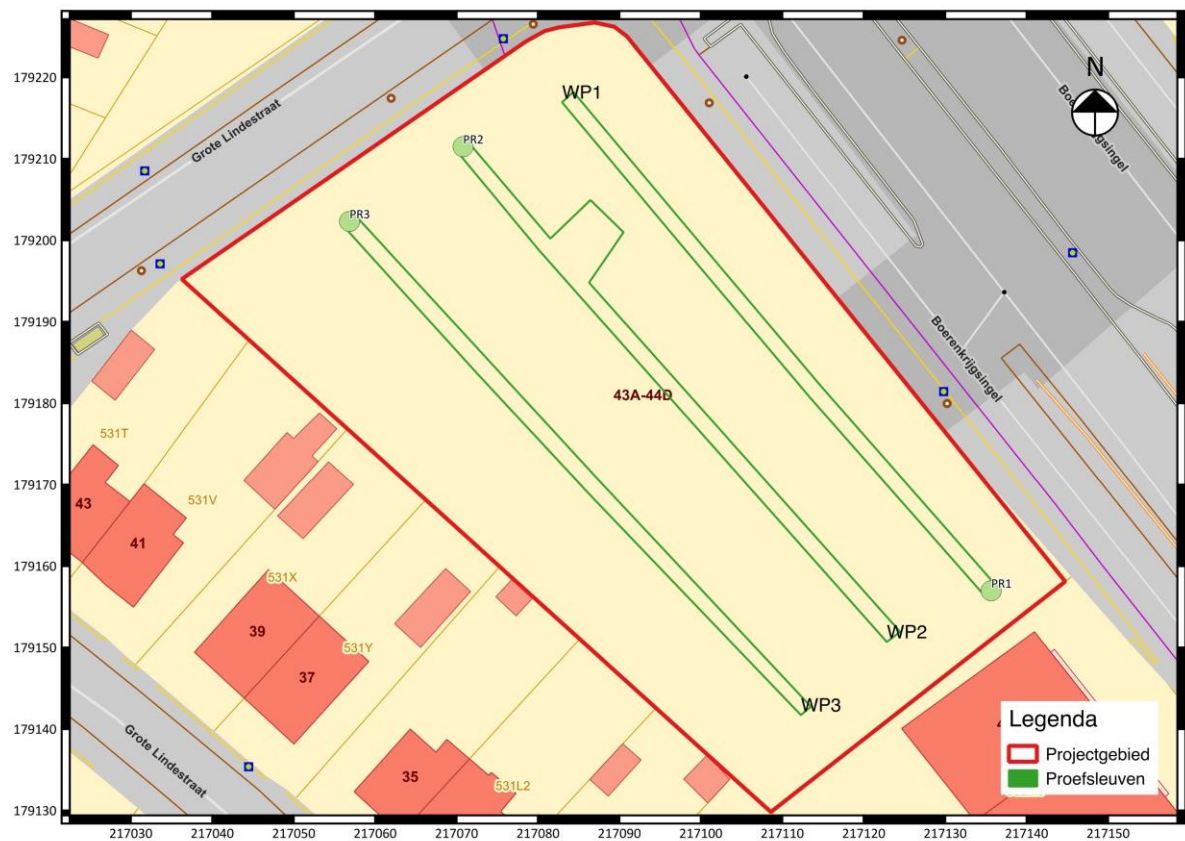 179220
179210
179200
179190
179180
179170
179160
179150
179140
179130
WP1
PR2
PR3
N
Grote Lindestraat
Boerenkrijgsingel
43A-44D
531T
531V
43
41
531X
39
531Y
37
PR1
WP2
WP3
Grote Lindestraat
35
531L2
Legenda
Projectgebied
Proefsleuven
217030
217040
217050
217060
217070
217080
217090
217100
217110
217120
217130
217140
217150